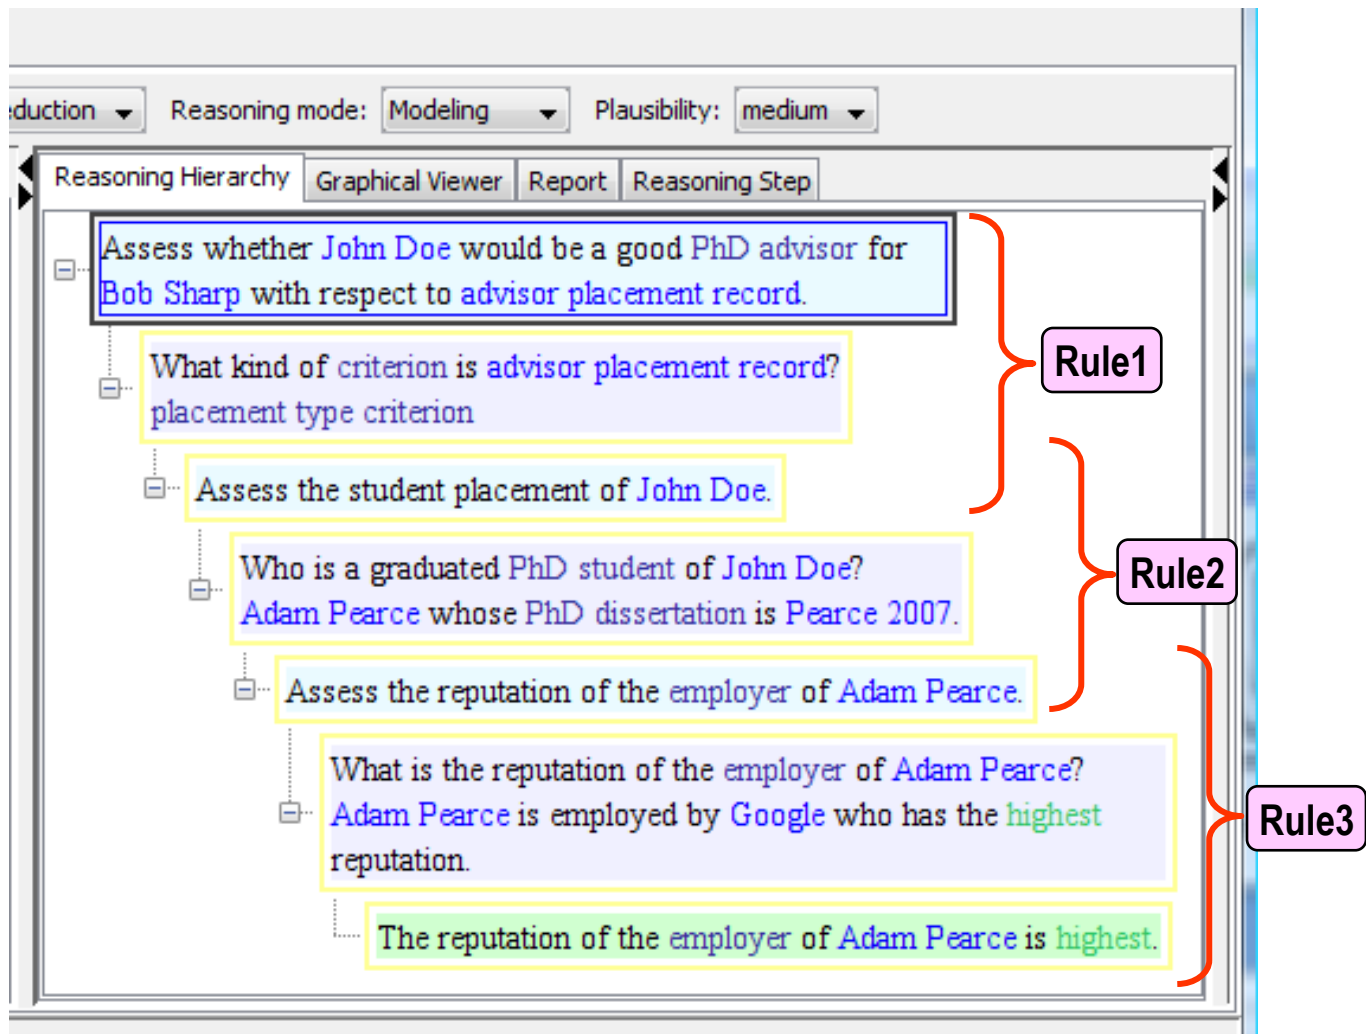 eduction
Reasoning mode: Modeling
Plausibility: medium
Reasoning Hierarchy
Graphical Viewer
Report
Reasoning Step
Assess whether John Doe would be a good PhD advisor for
Bob Sharp with respect to advisor placement record.
What kind of criterion is advisor placement record?
placement type criterion
Rule1
Assess the student placement of John Doe.
Who is a graduated PhD student of John Doe?
Adam Pearce whose PhD dissertation is Pearce 2007.
Rule2
Assess the reputation of the employer of Adam Pearce.
What is the reputation of the employer of Adam Pearce?
Adam Pearce is employed by Google who has the highest
reputation.
Rule3
The reputation of the employer of Adam Pearce is highest.